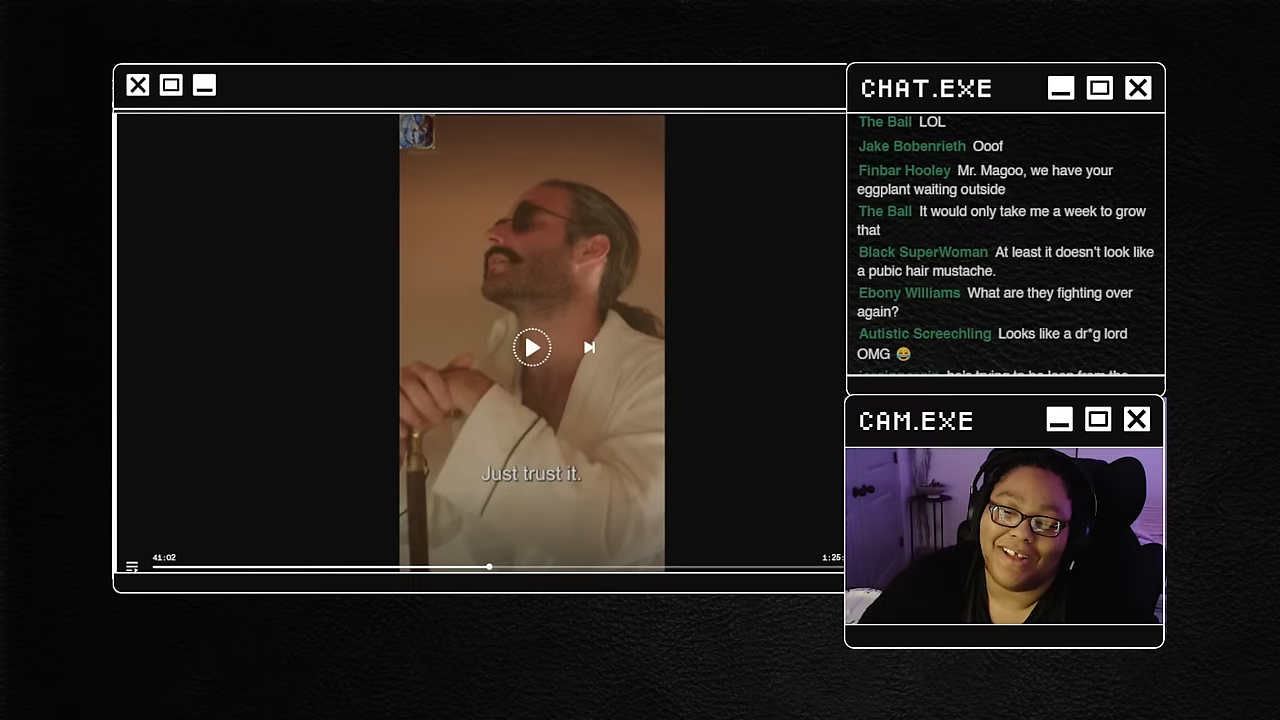 CHAT.EXE
The Ball LOL
Jake Bobenrieth Ooof
Finbar Hooley Mr. Magoo, we have your
eggplant waiting outside
The Ball It would only take me a week to grow
that
Black SuperWoman At least it doesn't look like
a pubic hair mustache.
Ebony Williams What are they fighting over
again?
Autistic Screechling Looks like a dr*g lord
OMG 😂
Just trust it.
41:02
1:25:
CAM.EXE